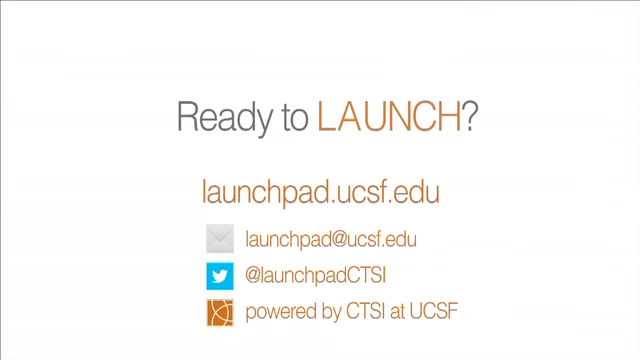 Ready to LAUNCH?
launchpad.ucsf.edu
launchpad@ucsf.edu
@launchpadCTSI
powered by CTSI at UCSF